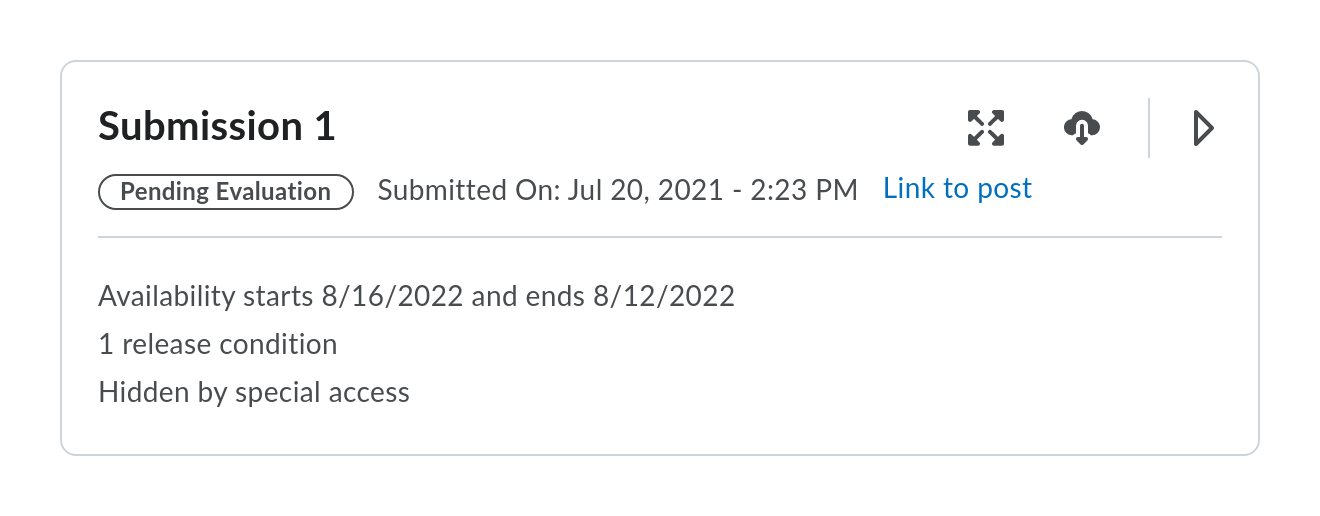 Submission 1
Pending Evaluation Submitted On: Jul 20, 2021 - 2:23 PM Link to post
Availability starts 8/16/2022 and ends 8/12/2022
1 release condition
Hidden by special access